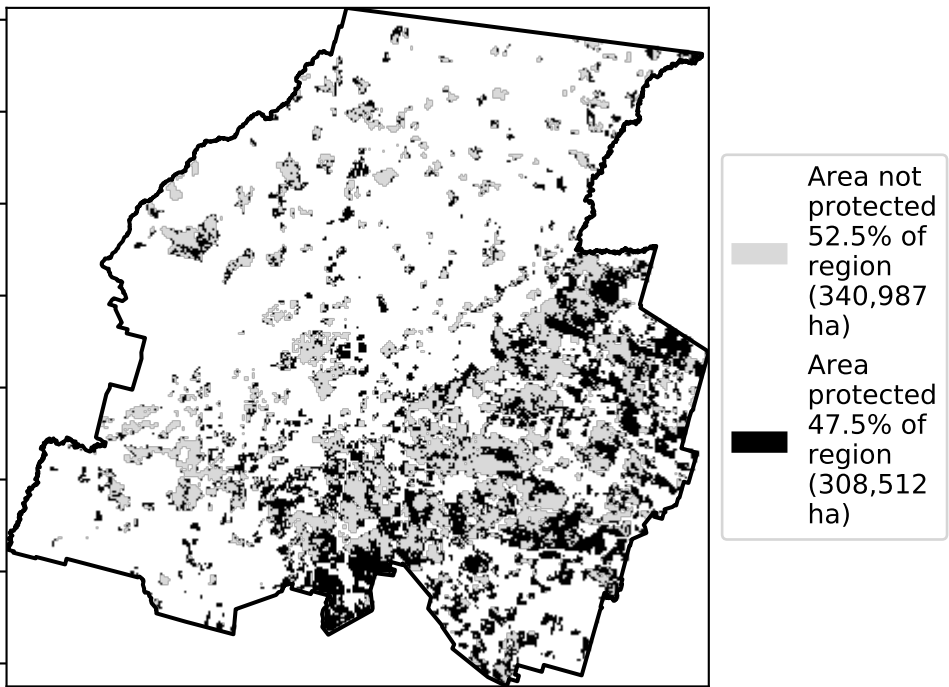 Area not
protected
52.5% of
region
(340,987
ha)
Area
protected
47.5% of
region
(308,512
ha)